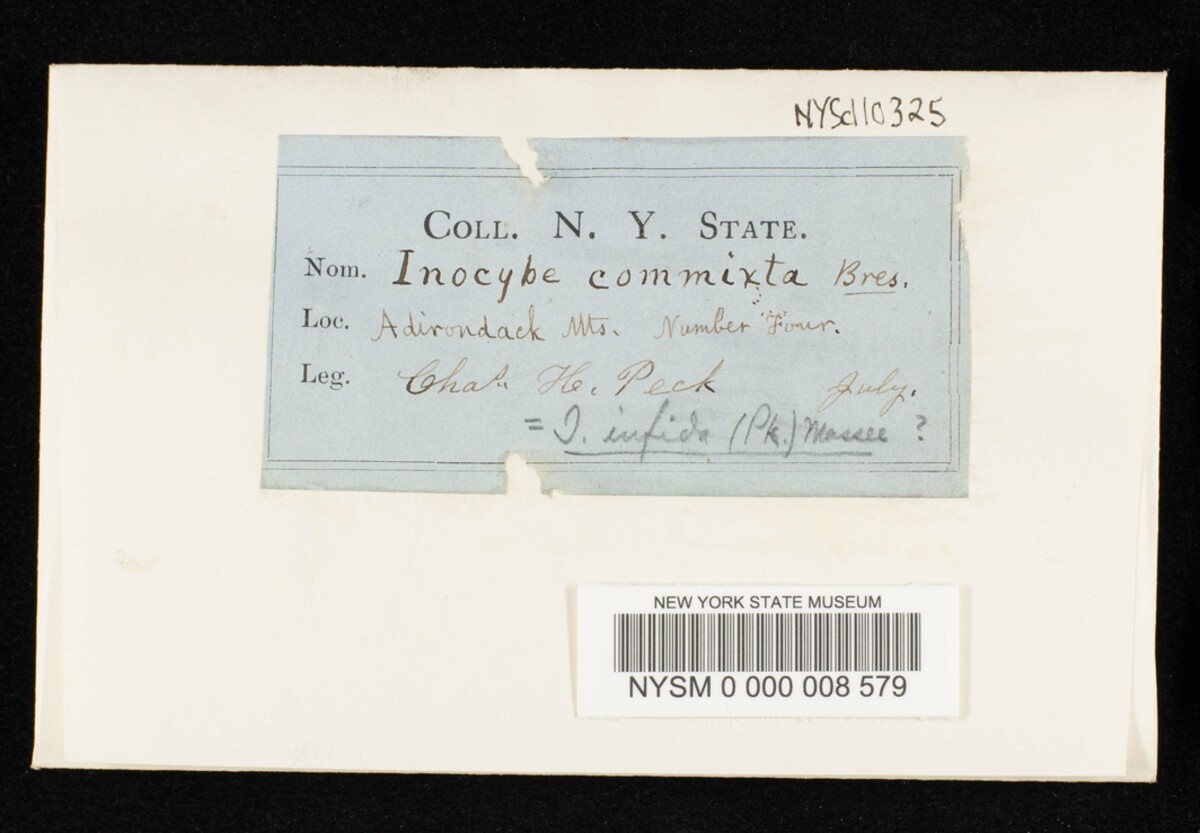 NYSd10325
COLL. N. Y. STATE.
Nom. Inocybe commixta Bres.
Loc. Adirondack Mts. Number Four.
Leg. Chas. H. Peck July.
= I. infida (Pk.) Massee ?
NEW YORK STATE MUSEUM
NYSM 0 000 008 579